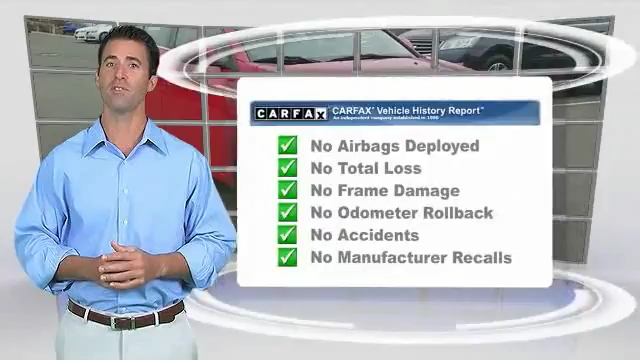 CARFAX CARFAX Vehicle History Report™
An independent company established in 1986
No Airbags Deployed
No Total Loss
No Frame Damage
No Odometer Rollback
No Accidents
No Manufacturer Recalls